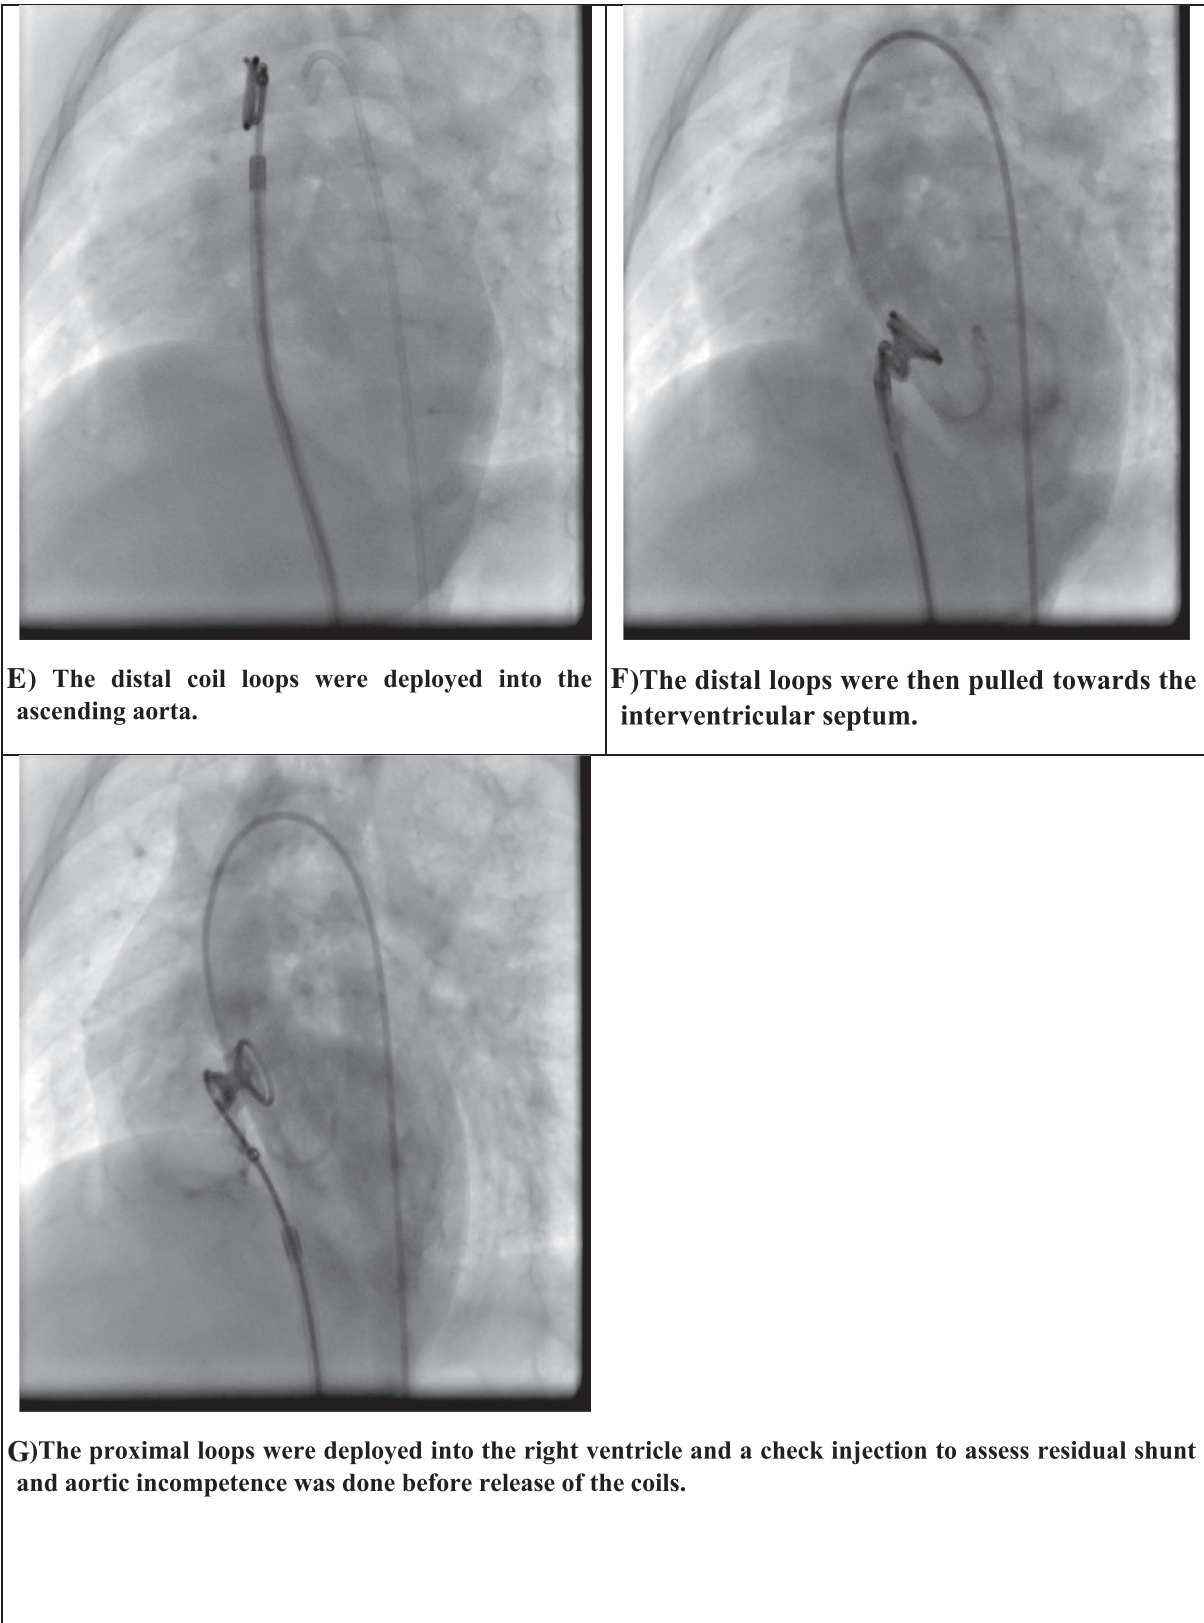 E) The distal coil loops were deployed into the
ascending aorta.
F)The distal loops were then pulled towards the
interventricular septum.
G)The proximal loops were deployed into the right ventricle and a check injection to assess residual shunt
and aortic incompetence was done before release of the coils.